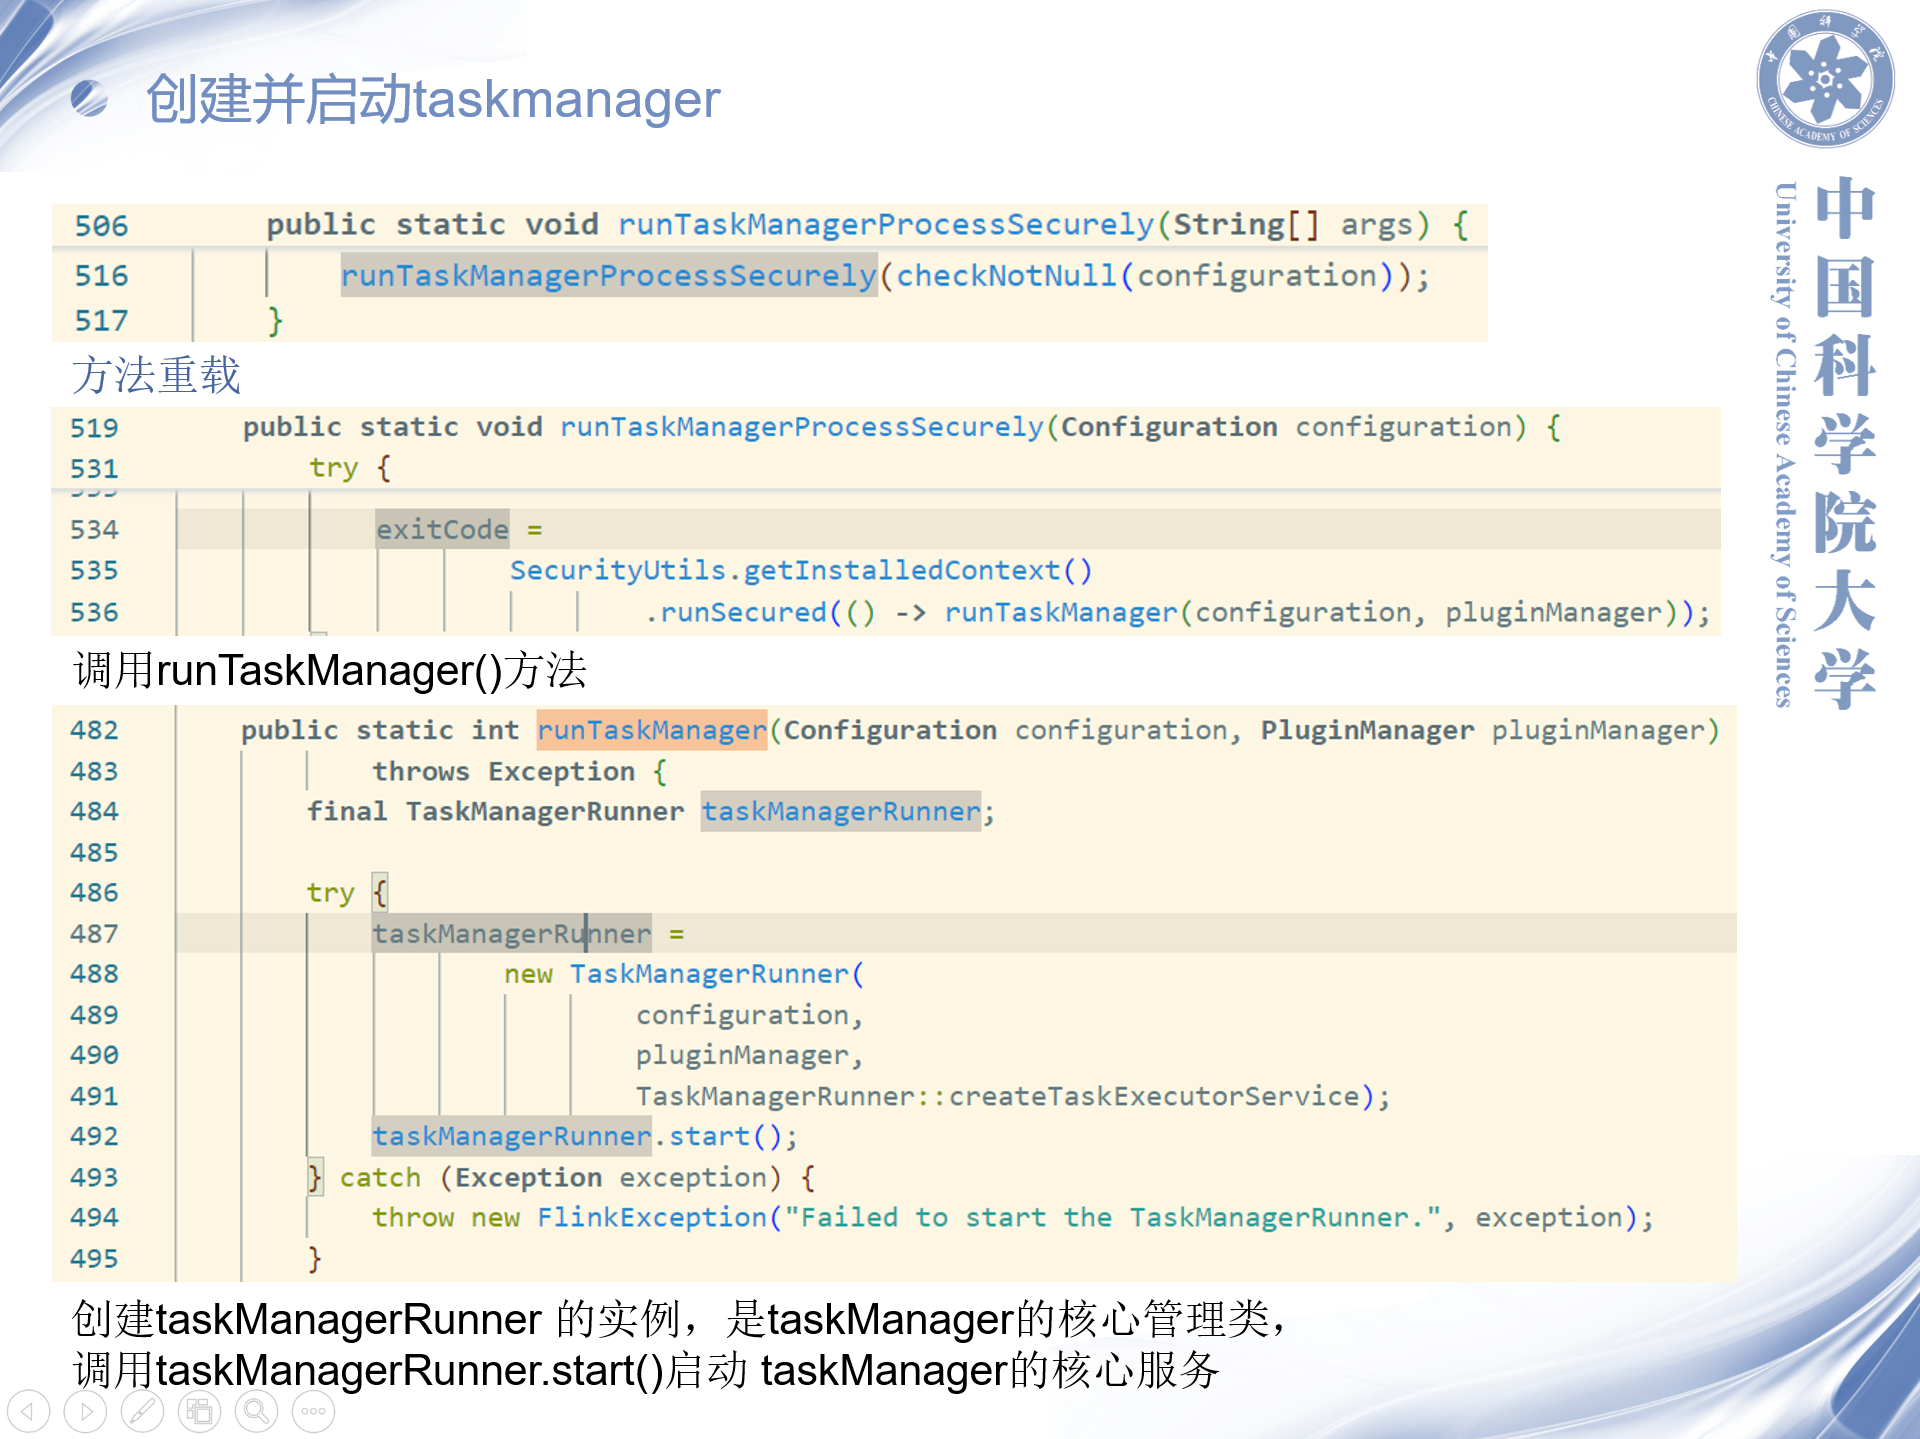 创建并启动taskmanager
中国科学院
CHINESE ACADEMY OF SCIENCES
中国科学院大学
University of Chinese Academy of Sciences
506 public static void runTaskManagerProcessSecurely(String[] args) {
516 runTaskManagerProcessSecurely(checkNotNull(configuration));
517 }
方法重载
519 public static void runTaskManagerProcessSecurely(Configuration configuration) {
531 try {
534 exitCode =
535 SecurityUtils.getInstalledContext()
536 .runSecured(() -> runTaskManager(configuration, pluginManager));
调用runTaskManager()方法
482 public static int runTaskManager(Configuration configuration, PluginManager pluginManager)
483 throws Exception {
484 final TaskManagerRunner taskManagerRunner;
485
486 try {
487 taskManagerRunner =
488 new TaskManagerRunner(
489 configuration,
490 pluginManager,
491 TaskManagerRunner::createTaskExecutorService);
492 taskManagerRunner.start();
493 } catch (Exception exception) {
494 throw new FlinkException("Failed to start the TaskManagerRunner.", exception);
495 }
创建taskManagerRunner 的实例，是taskManager的核心管理类，
调用taskManagerRunner.start()启动 taskManager的核心服务